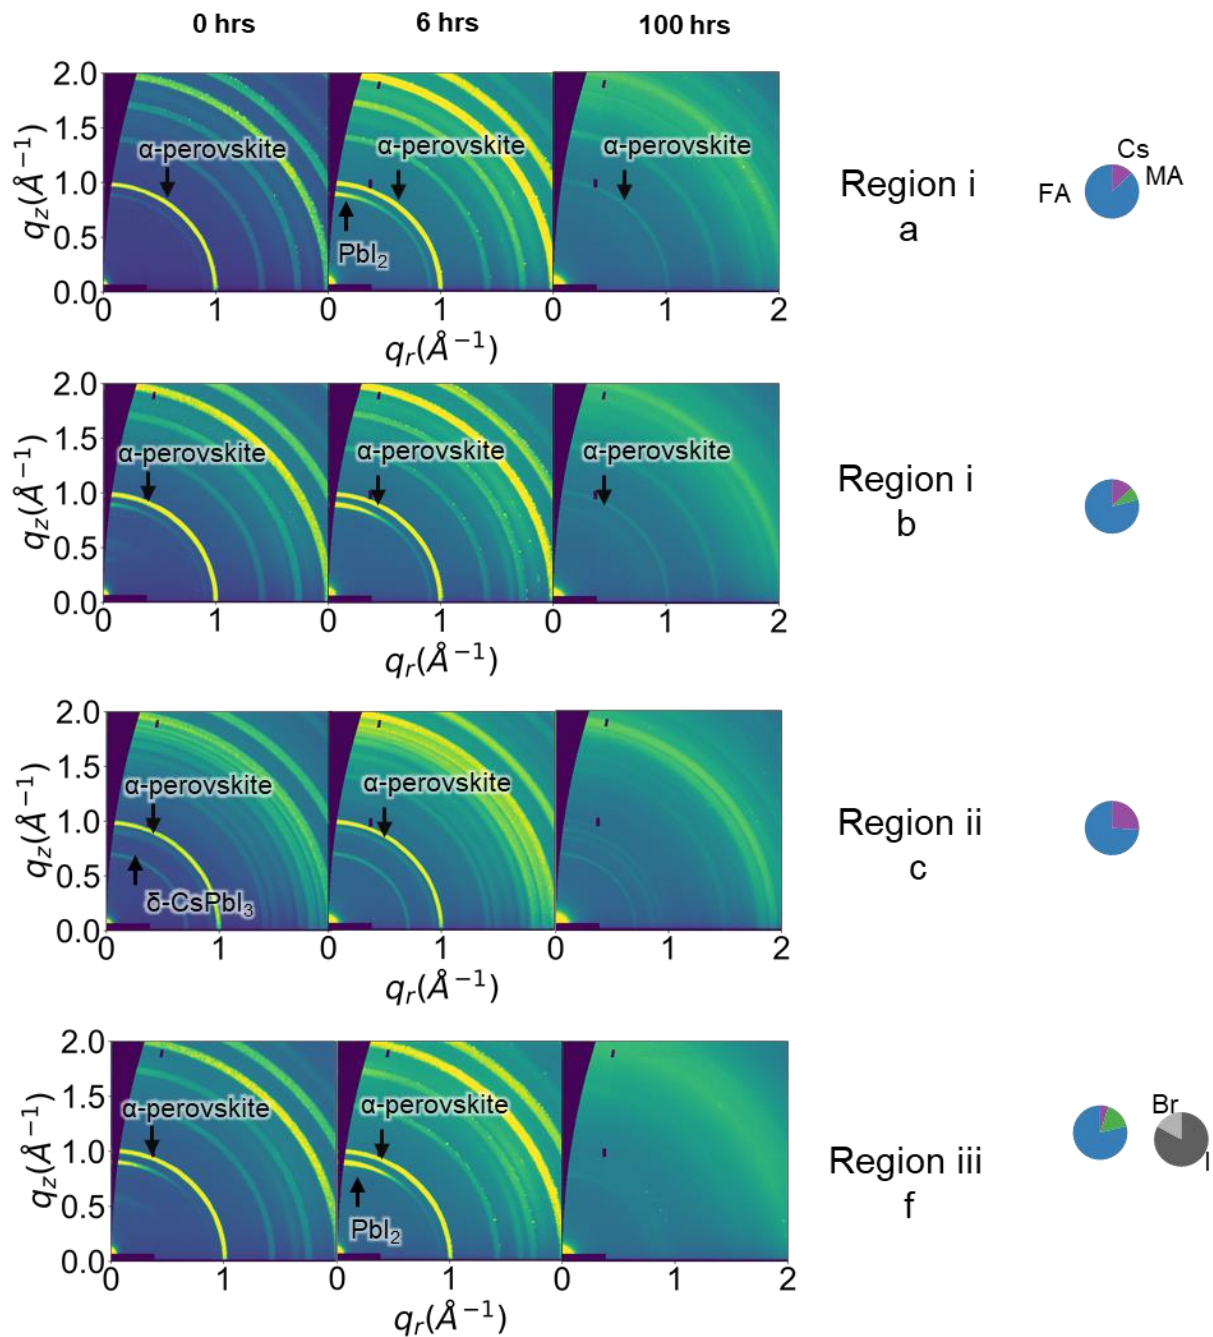 0 hrs 6 hrs 100 hrs
2.0
1.5
1.0
0.5
0.0
qz(Å−1)
α-perovskite
α-perovskite
α-perovskite
PbI2
0 1 0 1 0 1 2
qr(Å−1)
Region i
a
FA
Cs
MA
2.0
1.5
1.0
0.5
0.0
qz(Å−1)
α-perovskite
α-perovskite
α-perovskite
0 1 0 1 0 1 2
qr(Å−1)
Region i
b
2.0
1.5
1.0
0.5
0.0
qz(Å−1)
α-perovskite
α-perovskite
δ-CsPbI3
0 1 0 1 0 1 2
qr(Å−1)
Region ii
c
2.0
1.5
1.0
0.5
0.0
qz(Å−1)
α-perovskite
α-perovskite
PbI2
0 1 0 1 0 1 2
qr(Å−1)
Region iii
f
Br
I